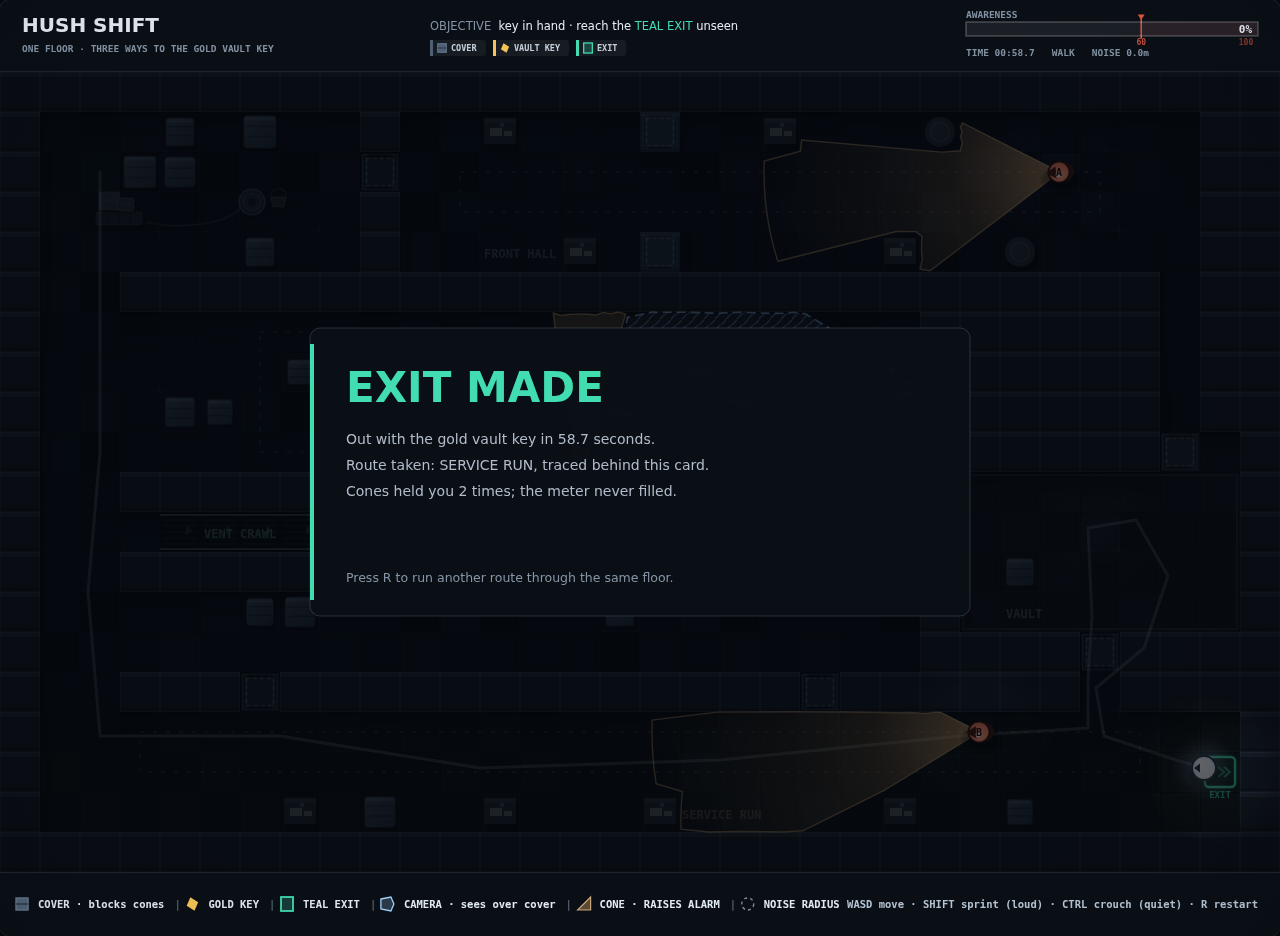 HUSH SHIFT
ONE FLOOR · THREE WAYS TO THE GOLD VAULT KEY
OBJECTIVE key in hand · reach the TEAL EXIT unseen
COVER VAULT KEY EXIT
AWARENESS
0%
60 100
TIME 00:58.7 WALK NOISE 0.0m
A
FRONT HALL
EXIT MADE
Out with the gold vault key in 58.7 seconds.
Route taken: SERVICE RUN, traced behind this card.
Cones held you 2 times; the meter never filled.
Press R to run another route through the same floor.
VENT CRAWL
VAULT
B
EXIT
SERVICE RUN
COVER · blocks cones | GOLD KEY | TEAL EXIT | CAMERA · sees over cover | CONE · RAISES ALARM | NOISE RADIUS WASD move · SHIFT sprint (loud) · CTRL crouch (quiet) · R restart